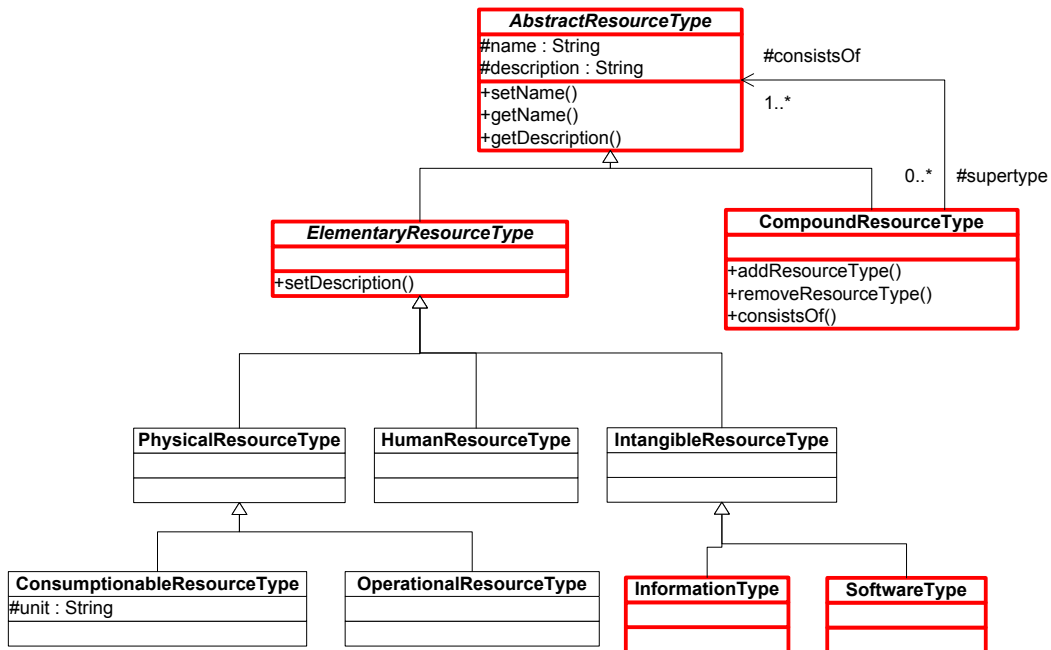 AbstractResourceType
#name : String
#description : String
+setName()
+getName()
+getDescription()
#consistsOf
1..*
0..*
#supertype
ElementaryResourceType
+setDescription()
CompoundResourceType
+addResourceType()
+removeResourceType()
+consistsOf()
PhysicalResourceType
HumanResourceType
IntangibleResourceType
ConsumptionableResourceType
#unit : String
OperationalResourceType
InformationType
SoftwareType